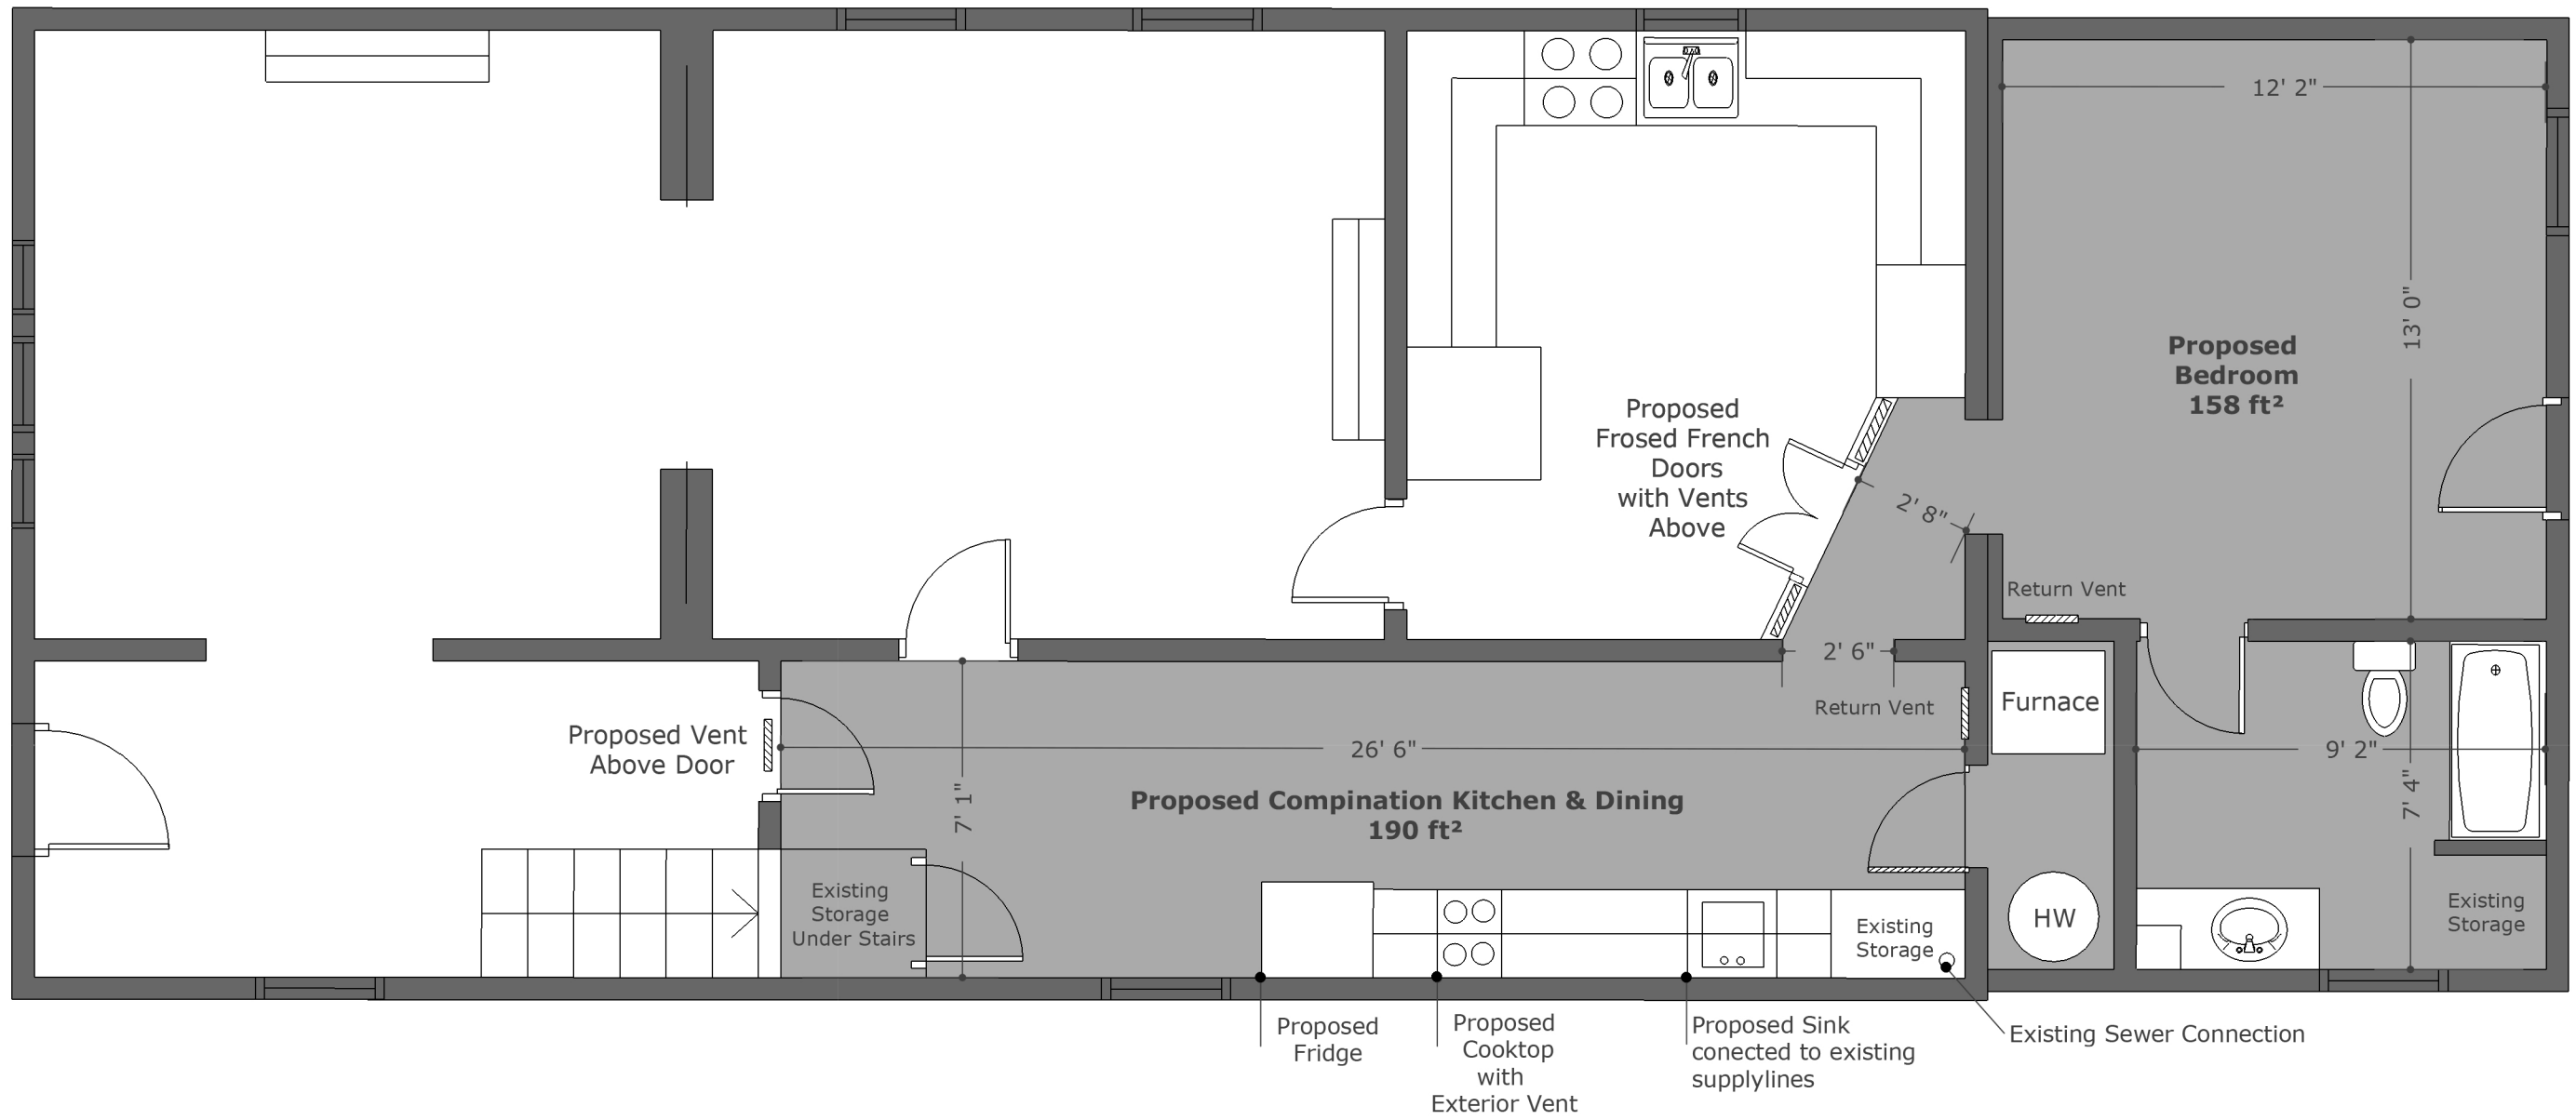 12' 2"
13' 0"
Proposed
Bedroom
158 ft²
Proposed
Frosed French
Doors
with Vents
Above
2' 8"
Return Vent
2' 6"
Return Vent
Furnace
Proposed Vent
Above Door
26' 6"
9' 2"
7' 1"
7' 4"
Proposed Compination Kitchen & Dining
190 ft²
Existing
Storage
Under Stairs
Existing
Storage
HW
Existing
Storage
Proposed
Fridge
Proposed
Cooktop
with
Exterior Vent
Proposed Sink
conected to existing
supplylines
Existing Sewer Connection